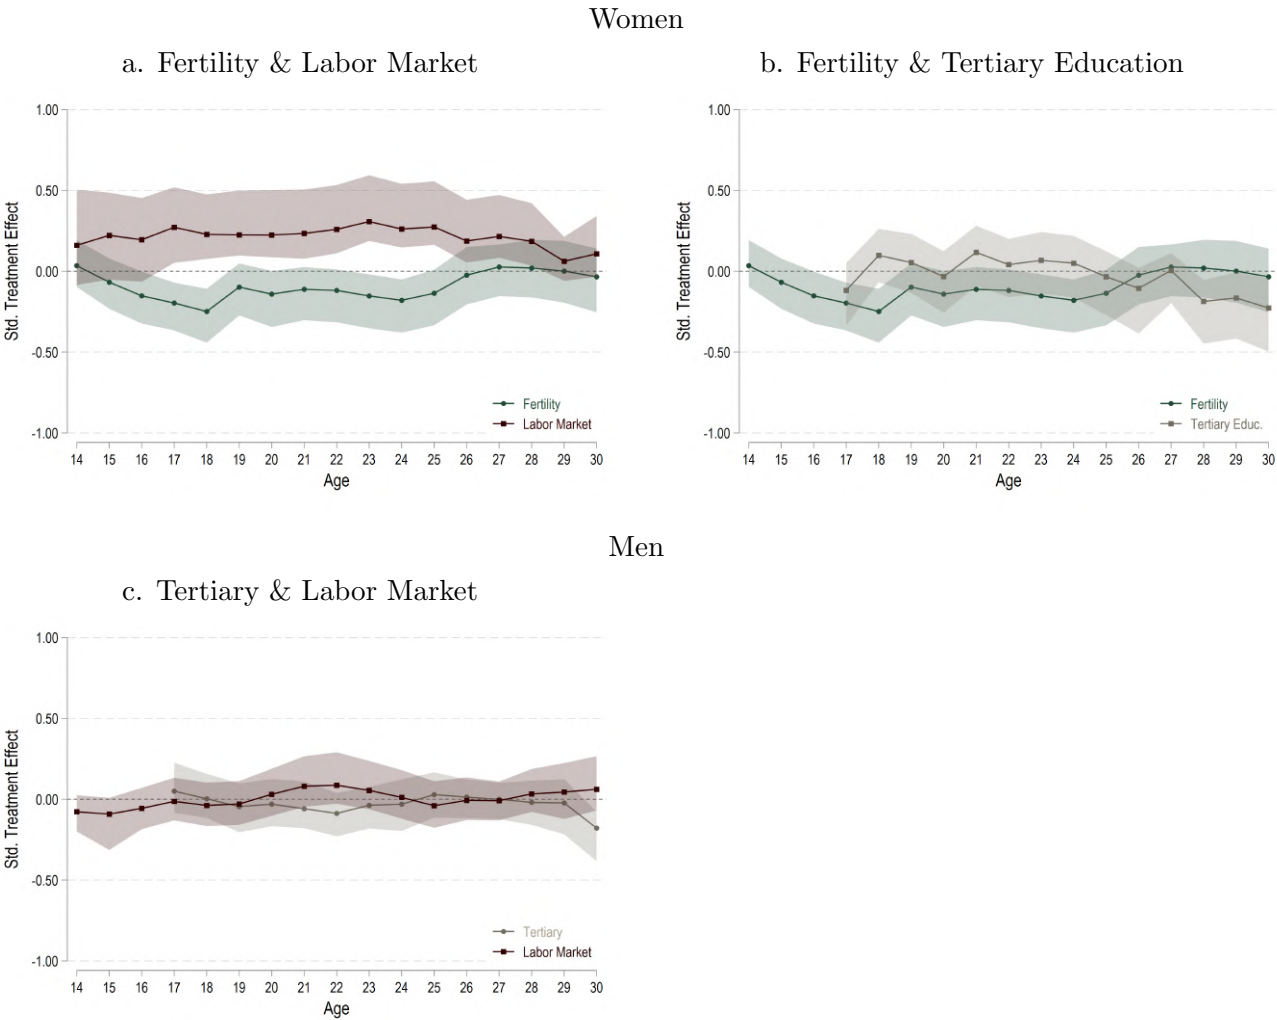 Women
a. Fertility & Labor Market
b. Fertility & Tertiary Education
1.00
0.50
0.00
-0.50
-1.00
Std. Treatment Effect
Fertility
Labor Market
14 15 16 17 18 19 20 21 22 23 24 25 26 27 28 29 30
Age
1.00
0.50
0.00
-0.50
-1.00
Std. Treatment Effect
Fertility
Tertiary Educ.
14 15 16 17 18 19 20 21 22 23 24 25 26 27 28 29 30
Age
Men
c. Tertiary & Labor Market
1.00
0.50
0.00
-0.50
-1.00
Std. Treatment Effect
Tertiary
Labor Market
14 15 16 17 18 19 20 21 22 23 24 25 26 27 28 29 30
Age